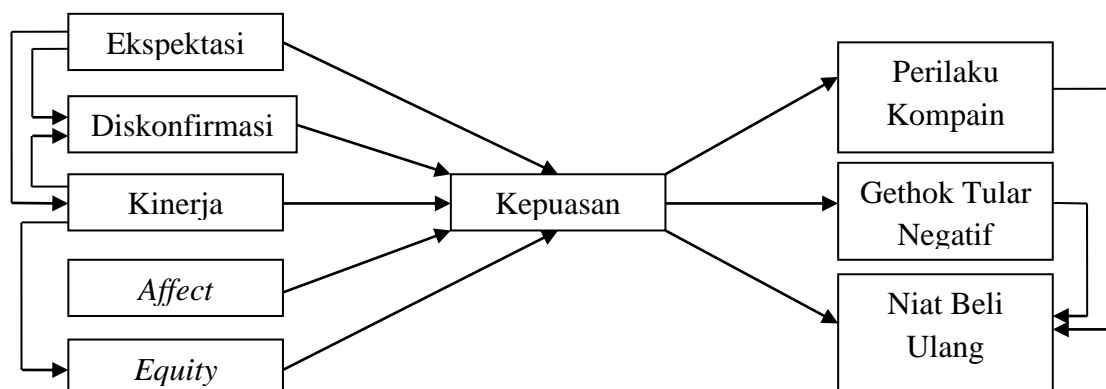 Ekspektasi
Diskonfirmasi
Kinerja
Affect
Equity
Kepuasan
Perilaku
Kompain
Gethok Tular
Negatif
Niat Beli
Ulang